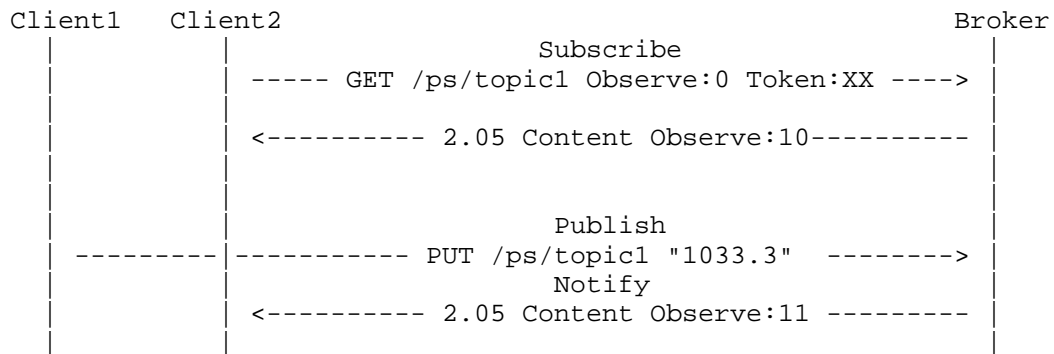 Client1   Client2                                          Broker
  |          |                  Subscribe                     |
  |          | ----- GET /ps/topic1 Observe:0 Token:XX ----> |
  |          |                                                |
  |          | <---------- 2.05 Content Observe:10---------- |
  |          |                                                |
  |          |                                                |
  |          |                   Publish                      |
  | ---------|----------- PUT /ps/topic1 "1033.3"  --------> |
  |          |                   Notify                       |
  |          | <---------- 2.05 Content Observe:11 --------- |
  |          |                                                |